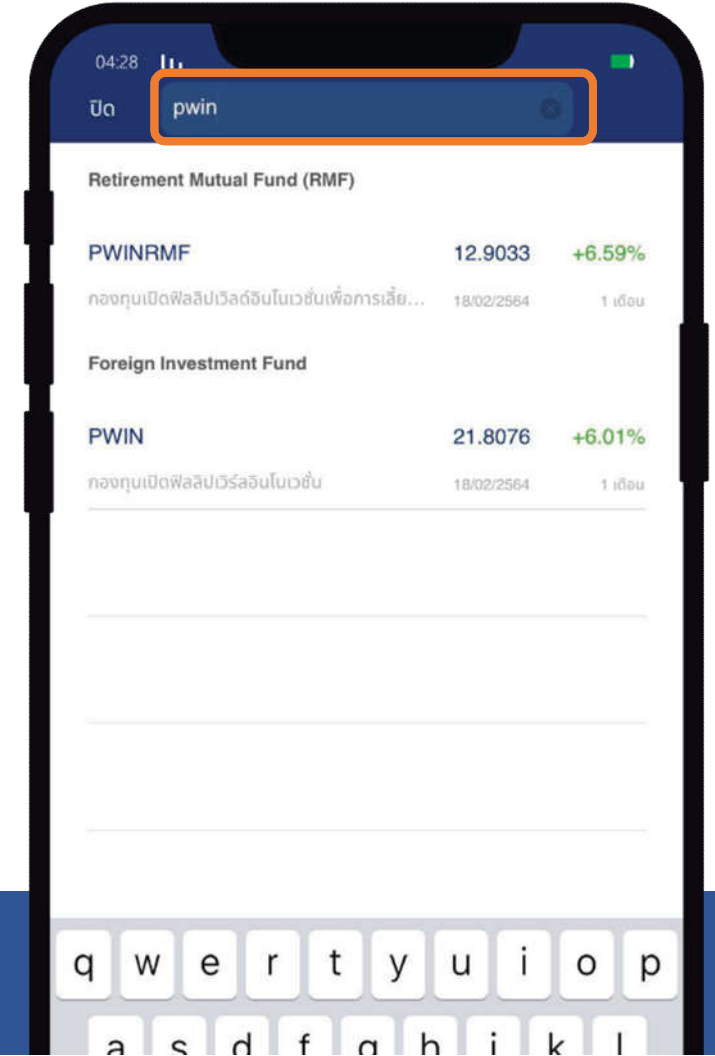 04:28
ปิด pwin
Retirement Mutual Fund (RMF)
PWINRMF 12.9033 +6.59%
กองทุนเปิดฟิลลิปเวิลด์อินโนเวชั่นเพื่อการเลี้ย... 18/02/2564 1 เดือน
Foreign Investment Fund
PWIN 21.8076 +6.01%
กองทุนเปิดฟิลลิปเวิร์ลอินโนเวชั่น 18/02/2564 1 เดือน
q w e r t y u i o p
a s d f g h j k l